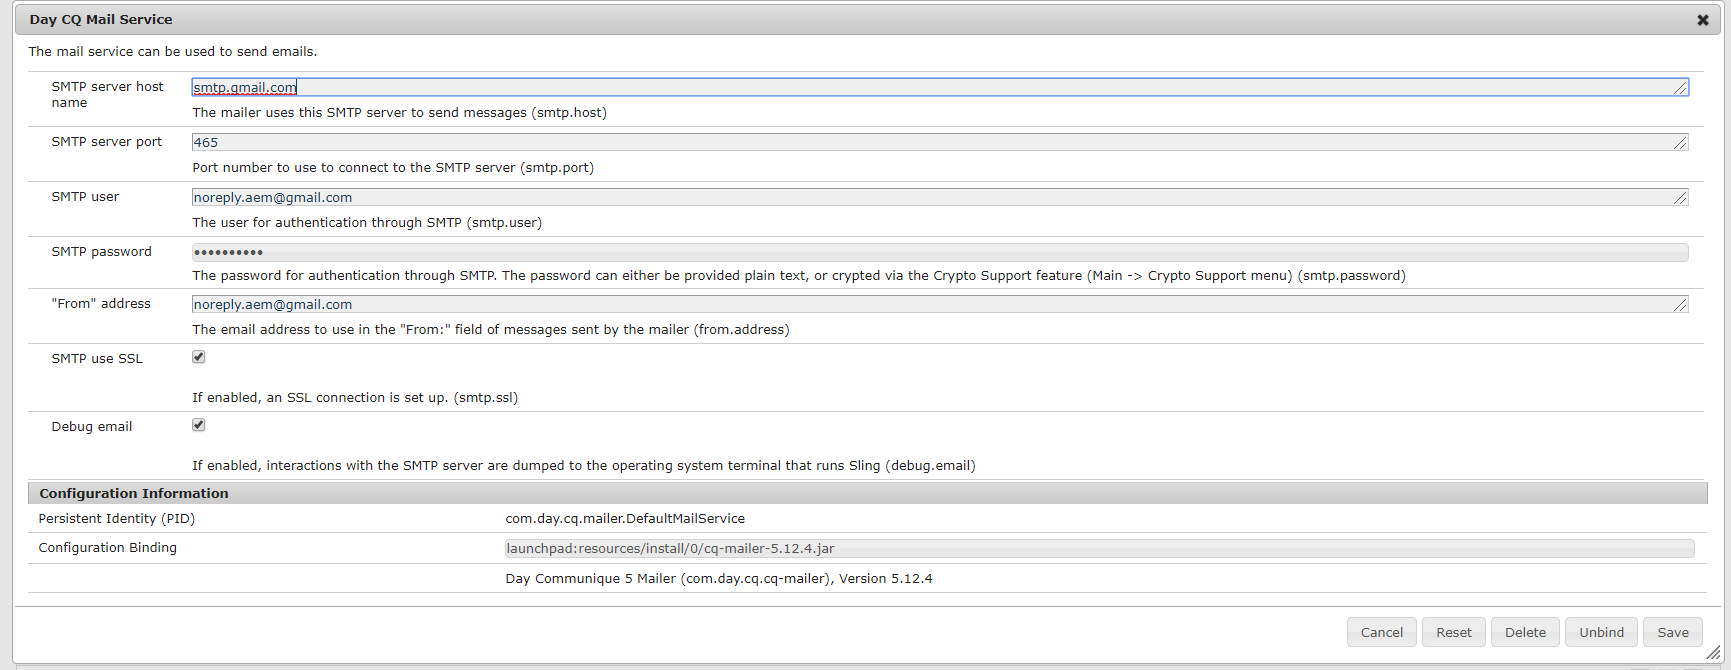 Day CQ Mail Service
The mail service can be used to send emails.
SMTP server host
name
smtp.gmail.com
The mailer uses this SMTP server to send messages (smtp.host)
SMTP server port
465
Port number to use to connect to the SMTP server (smtp.port)
SMTP user
noreply.aem@gmail.com
The user for authentication through SMTP (smtp.user)
SMTP password
••••••••••
The password for authentication through SMTP. The password can either be provided plain text, or crypted via the Crypto Support feature (Main -> Crypto Support menu) (smtp.password)
"From" address
noreply.aem@gmail.com
The email address to use in the "From:" field of messages sent by the mailer (from.address)
SMTP use SSL
If enabled, an SSL connection is set up. (smtp.ssl)
Debug email
If enabled, interactions with the SMTP server are dumped to the operating system terminal that runs Sling (debug.email)
Configuration Information
Persistent Identity (PID) com.day.cq.mailer.DefaultMailService
Configuration Binding launchpad:resources/install/0/cq-mailer-5.12.4.jar
Day Communique 5 Mailer (com.day.cq.cq-mailer), Version 5.12.4
Cancel Reset Delete Unbind Save